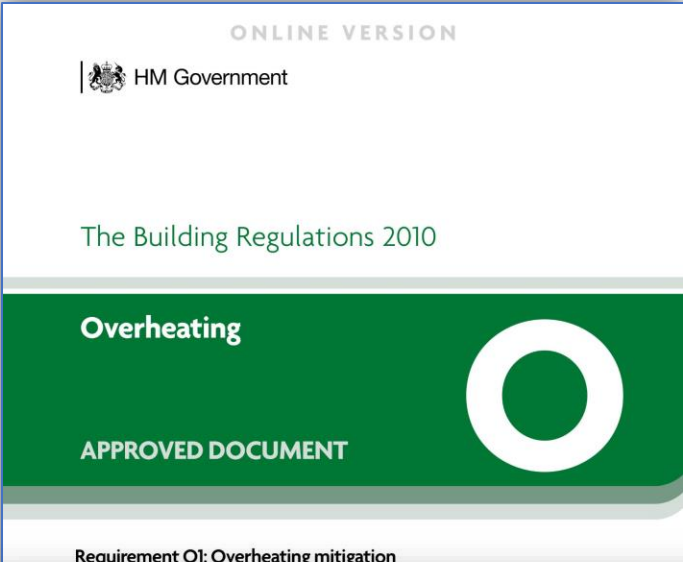 ONLINE VERSION
HM Government
The Building Regulations 2010
Overheating
O
APPROVED DOCUMENT
Requirement O1: Overheating mitigation